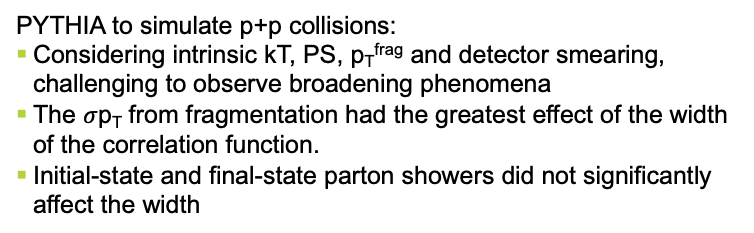 PYTHIA to simulate p+p collisions:
▪ Considering intrinsic kT, PS, p_T^frag and detector smearing,
challenging to observe broadening phenomena
▪ The σp_T from fragmentation had the greatest effect of the width
of the correlation function.
▪ Initial-state and final-state parton showers did not significantly
affect the width